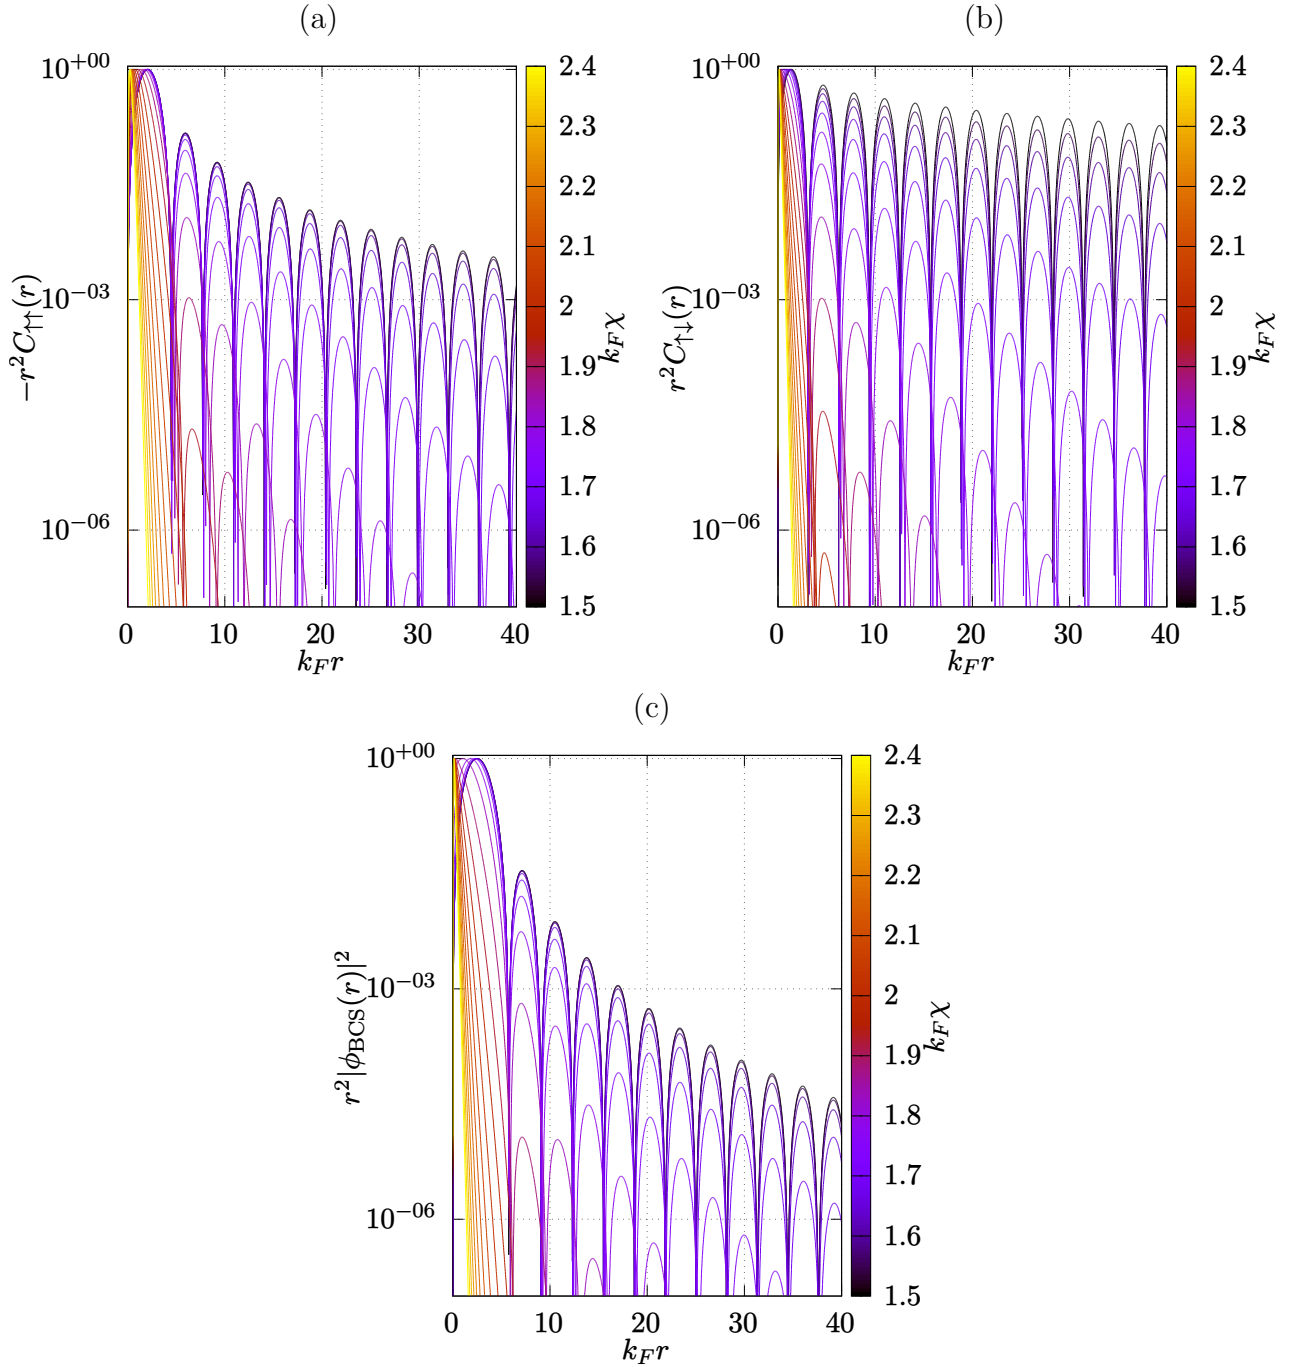 (a)
10^{+00}
10^{-03}
10^{-06}
-r^2C_{↑↑}(r)
0 10 20 30 40
k_F r
2.4
2.3
2.2
2.1
2
1.9
1.8
1.7
1.6
1.5
k_F χ
(b)
10^{+00}
10^{-03}
10^{-06}
r^2C_{↑↓}(r)
0 10 20 30 40
k_F r
2.4
2.3
2.2
2.1
2
1.9
1.8
1.7
1.6
1.5
k_F χ
(c)
10^{+00}
10^{-03}
10^{-06}
r^2|ϕ_{BCS}(r)|^2
0 10 20 30 40
k_F r
2.4
2.3
2.2
2.1
2
1.9
1.8
1.7
1.6
1.5
k_F χ